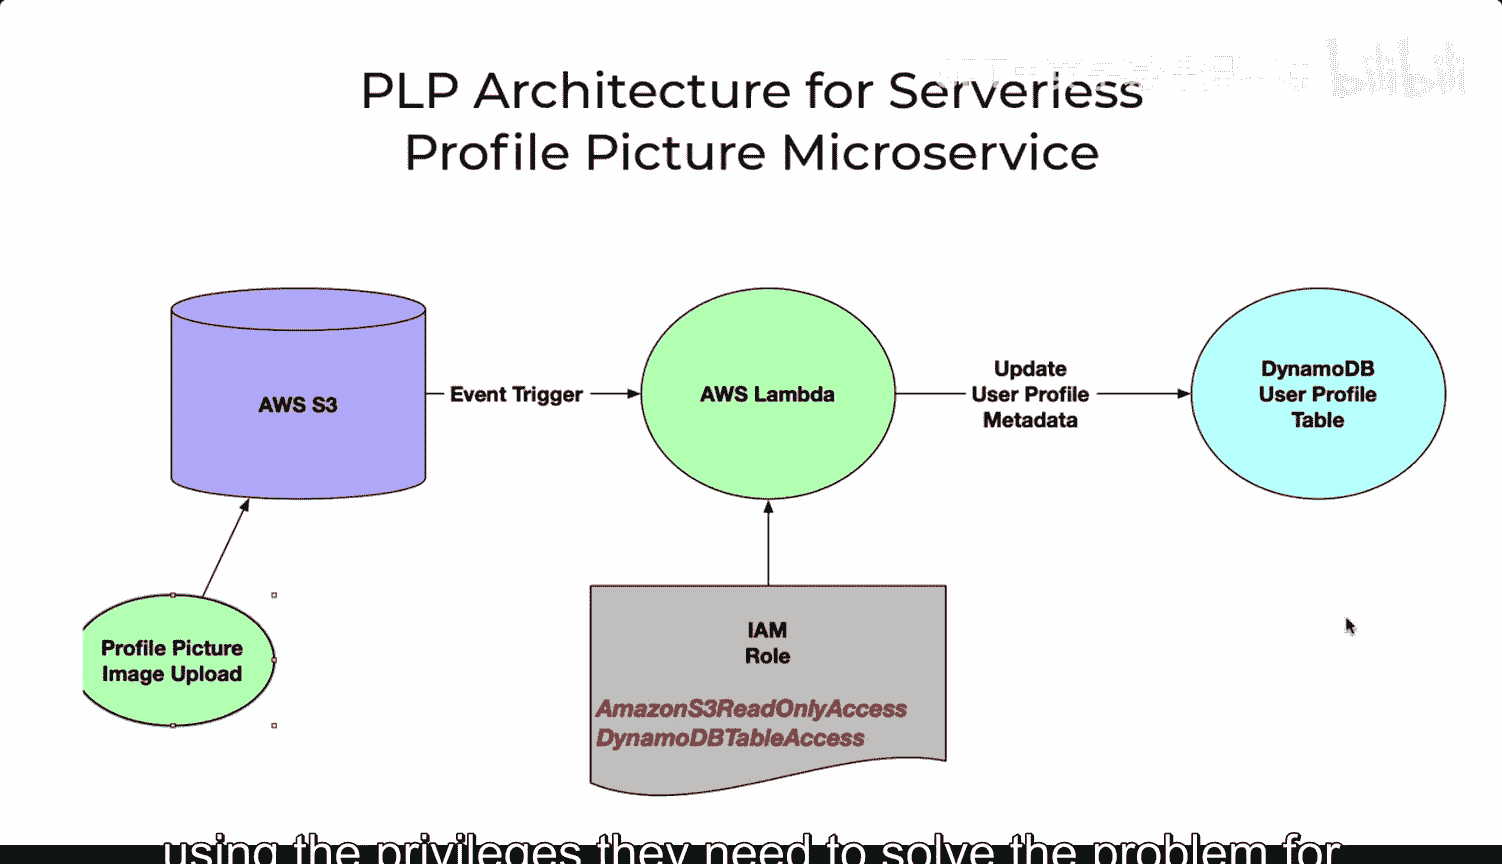 PLP Architecture for Serverless
Profile Picture Microservice
AWS S3
Event Trigger
AWS Lambda
Update
User Profile
Metadata
DynamoDB
User Profile
Table
Profile Picture
Image Upload
IAM
Role
AmazonS3ReadOnlyAccess
DynamoDBTableAccess
using the privileges they need to solve the problem for
bilibili